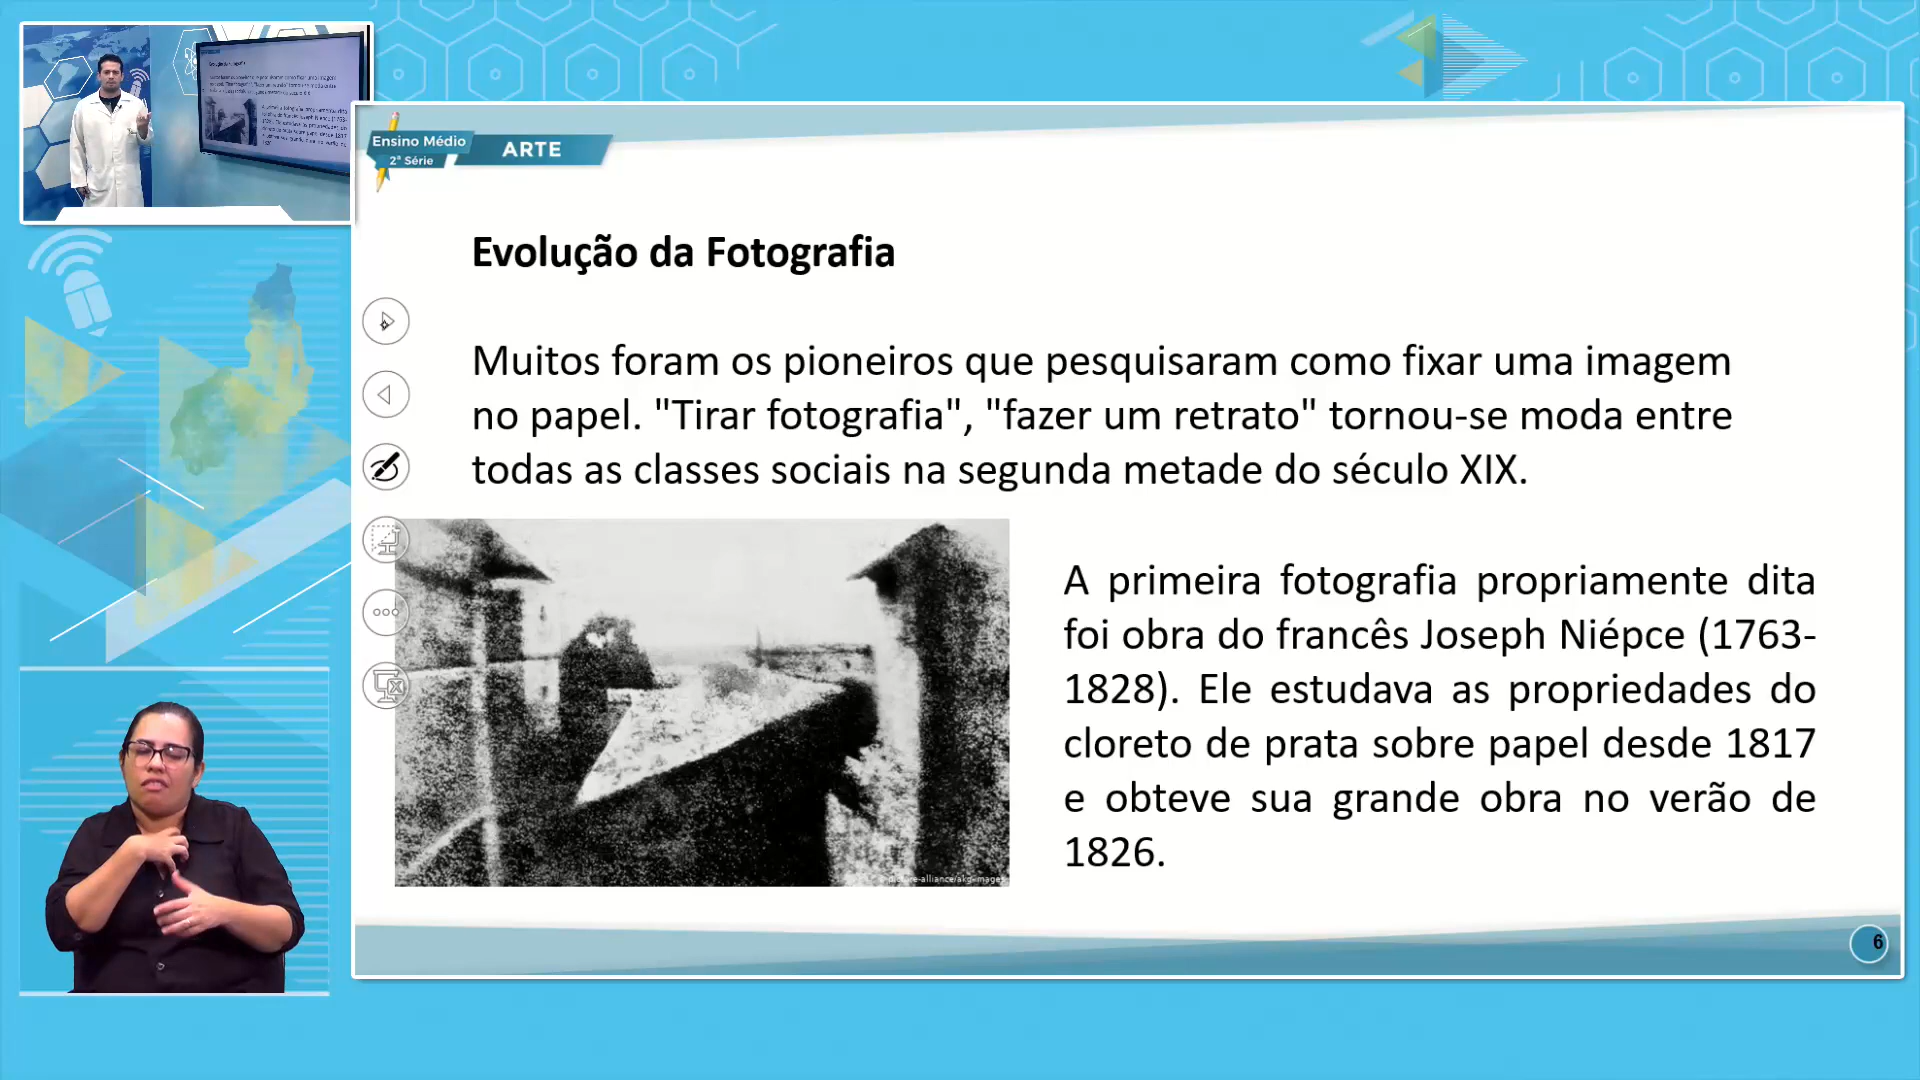 Ensino Médio
2ª Série
ARTE
Evolução da Fotografia
Muitos foram os pioneiros que pesquisaram como fixar uma imagem
no papel. "Tirar fotografia", "fazer um retrato" tornou-se moda entre
todas as classes sociais na segunda metade do século XIX.
A primeira fotografia propriamente dita
foi obra do francês Joseph Niépce (1763-
1828). Ele estudava as propriedades do
cloreto de prata sobre papel desde 1817
e obteve sua grande obra no verão de
1826.
6